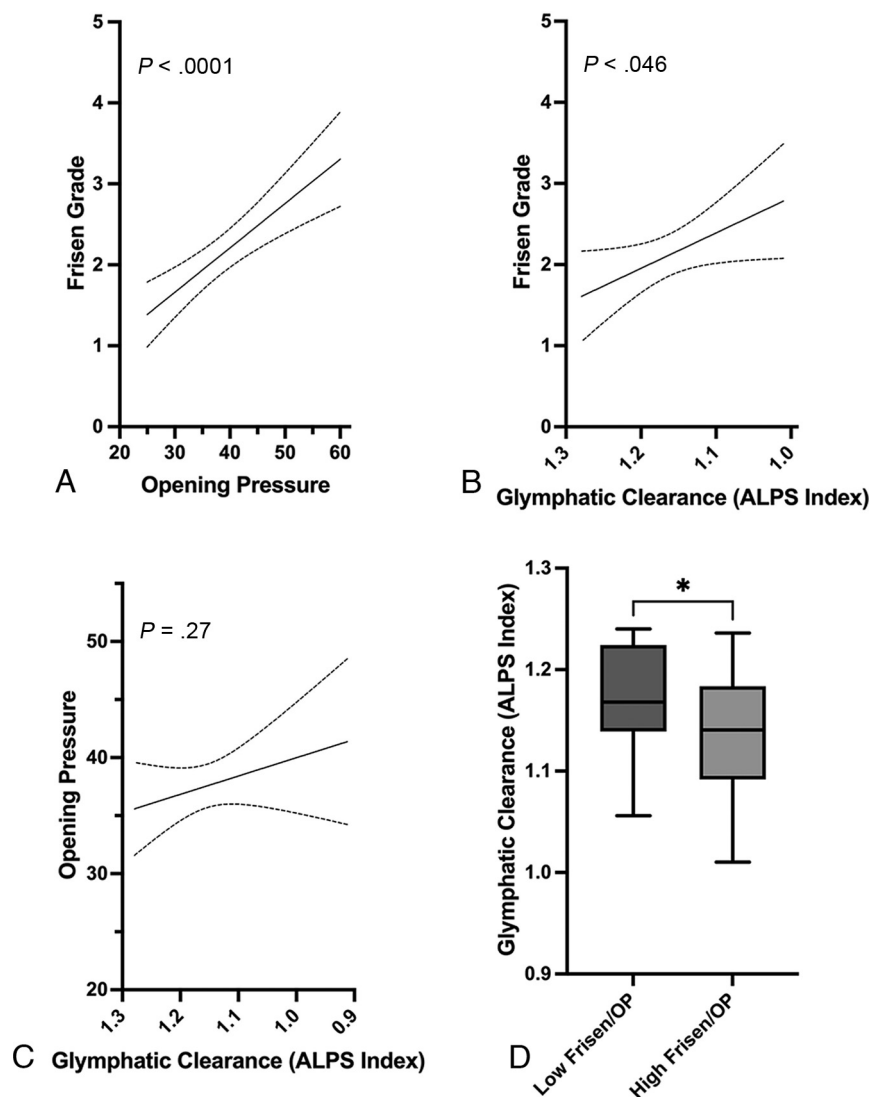 5
4
3
2
1
0
Frisen Grade
P < .0001
20 30 40 50 60
A Opening Pressure
5
4
3
2
1
0
Frisen Grade
P < .046
1.3 1.2 1.1 1.0
B Glymphatic Clearance (ALPS Index)
50
40
30
20
Opening Pressure
P = .27
1.3 1.2 1.1 1.0 0.9
C Glymphatic Clearance (ALPS Index)
1.3
1.2
1.1
1.0
0.9
Glymphatic Clearance (ALPS Index)
*
Low Frisen/OP
High Frisen/OP
D